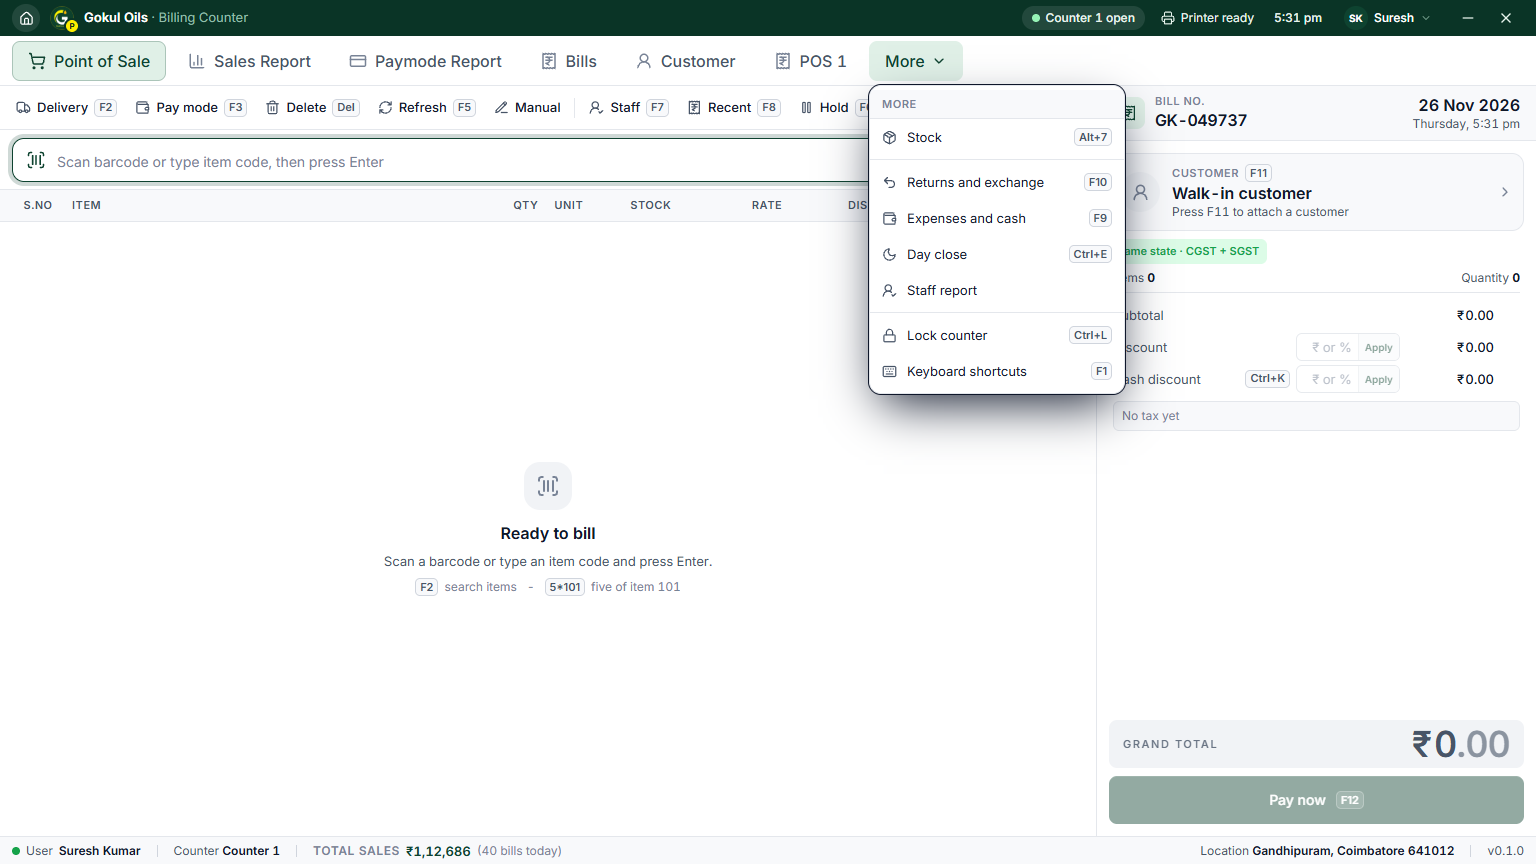 Gokul Oils · Billing Counter
Counter 1 open
Printer ready
5:31 pm
SK Suresh
Point of Sale
Sales Report
Paymode Report
Bills
Customer
POS 1
More
Delivery F2
Pay mode F3
Delete Del
Refresh F5
Manual
Staff F7
Recent F8
Hold
Scan barcode or type item code, then press Enter
S.NO ITEM QTY UNIT STOCK RATE
MORE
Stock Alt+7
Returns and exchange F10
Expenses and cash F9
Day close Ctrl+E
Staff report
Lock counter Ctrl+L
Keyboard shortcuts F1
BILL NO.
GK-049737
26 Nov 2026
Thursday, 5:31 pm
CUSTOMER F11
Walk-in customer
Press F11 to attach a customer
state · CGST + SGST
0
Quantity 0
₹0.00
₹ or % Apply ₹0.00
discount Ctrl+K ₹ or % Apply ₹0.00
No tax yet
Ready to bill
Scan a barcode or type an item code and press Enter.
F2 search items - 5*101 five of item 101
GRAND TOTAL ₹0.00
Pay now F12
User Suresh Kumar
Counter Counter 1
TOTAL SALES ₹1,12,686 (40 bills today)
Location Gandhipuram, Coimbatore 641012
v0.1.0